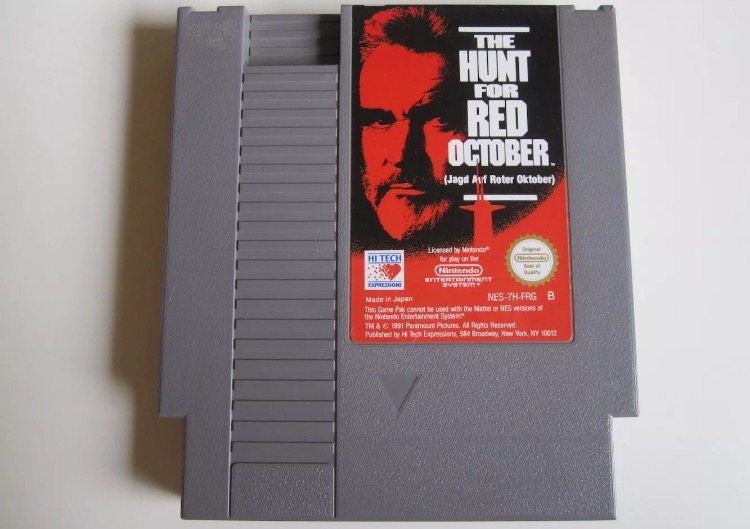 THE
HUNT
FOR
RED
OCTOBER™
(Jagd Auf Roter Oktober)
Licensed by Nintendo®
for play on the
Nintendo
ENTERTAINMENT
SYSTEM™
HI TECH
EXPRESSIONS
Original
Nintendo
Seal of
Quality
Made in Japan
NES-7H-FRG B
This Game Pak cannot be used with the Mattel or NES versions of
the Nintendo Entertainment System™
TM & © 1991 Paramount Pictures. All Rights Reserved.
Published by Hi Tech Expressions, 584 Broadway, New York, NY 10012